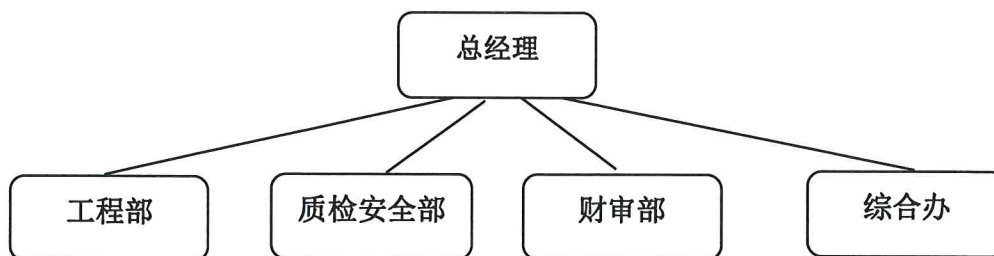 总经理
工程部
质检安全部
财审部
综合办